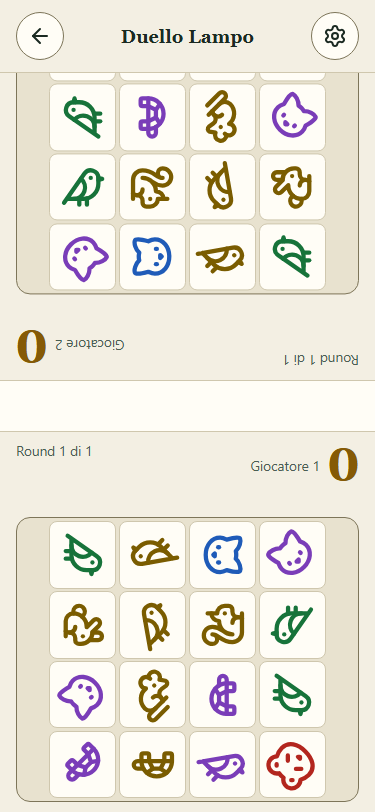 Duello Lampo
0 Giocatore 2
Round 1 di 1
Round 1 di 1
Giocatore 1 0